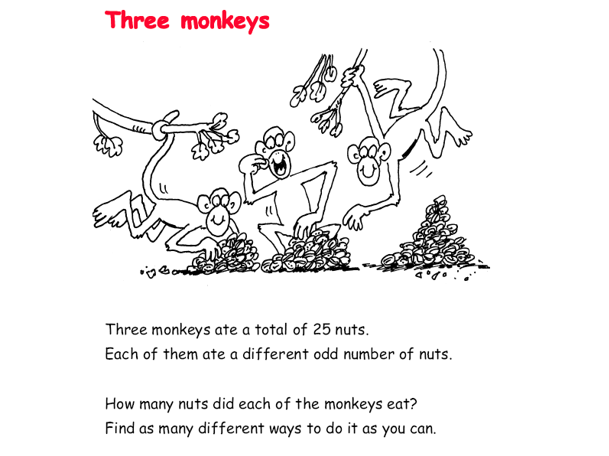 Three monkeys
Three monkeys ate a total of 25 nuts.
Each of them ate a different odd number of nuts.
How many nuts did each of the monkeys eat?
Find as many different ways to do it as you can.